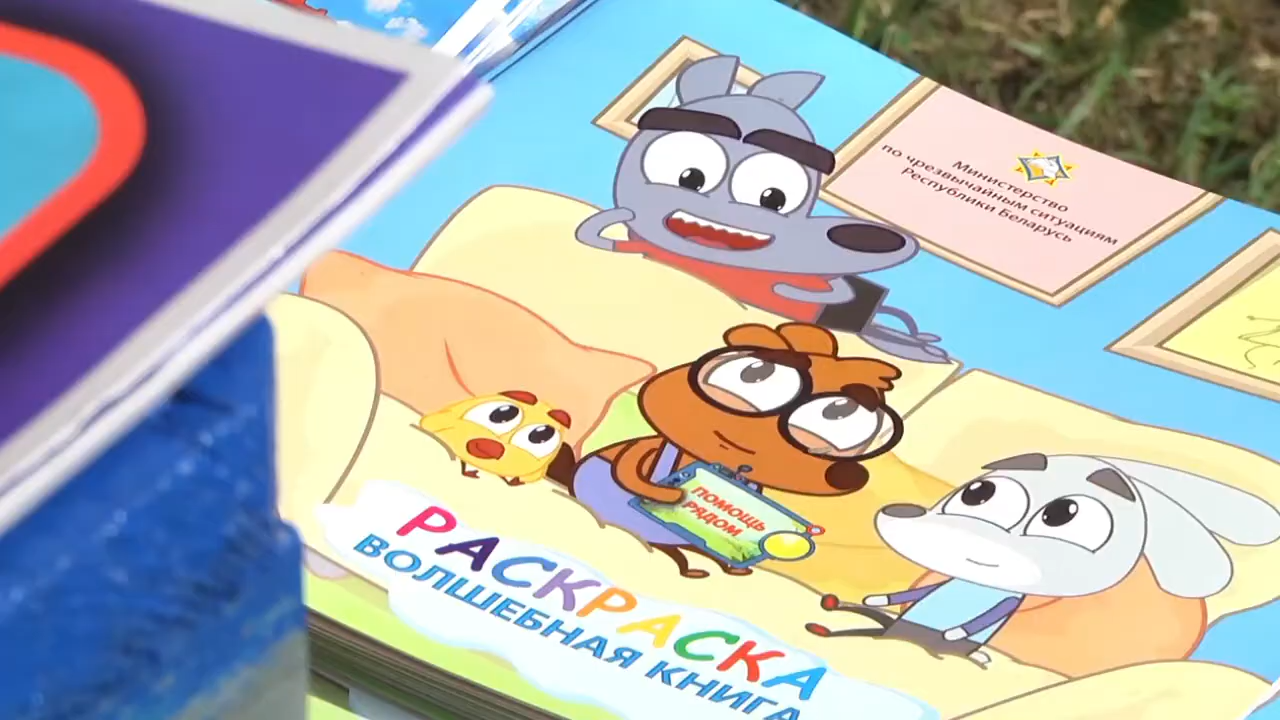 Министерство
по чрезвычайным ситуациям
Республики Беларусь
ПОМОЩЬ
РЯДОМ
РАСКРАСКА
ВОЛШЕБНАЯ КНИГА